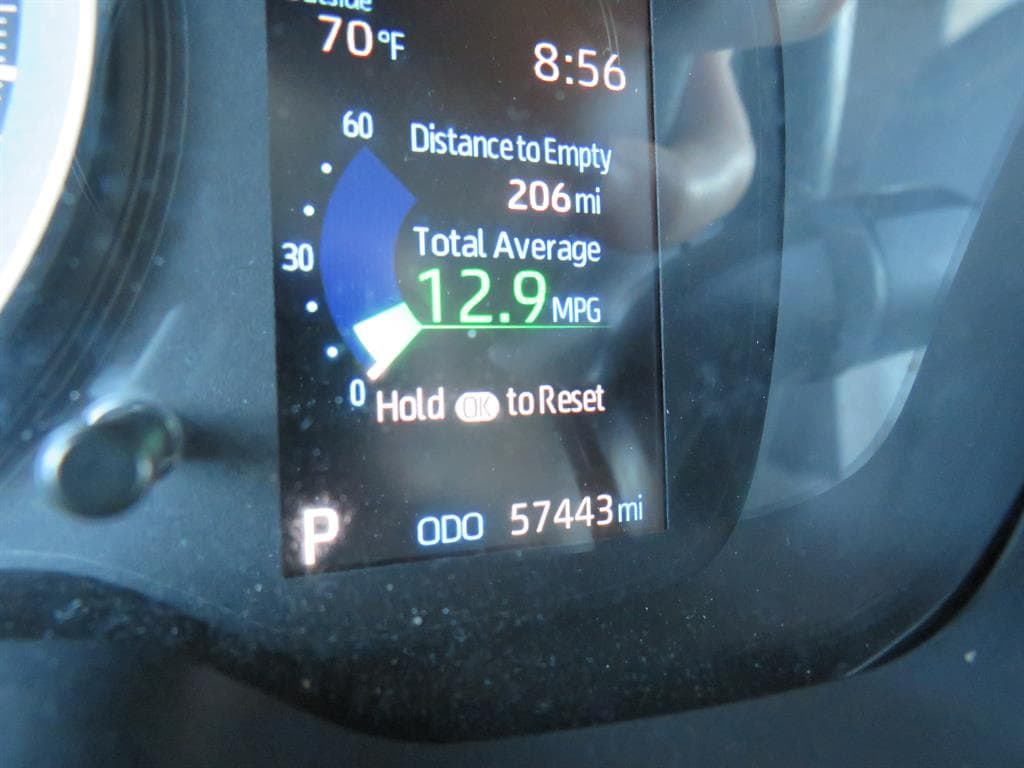 Outside
70°F
8:56
60
Distance to Empty
206 mi
30
Total Average
12.9 MPG
0
Hold OK to Reset
P ODO 57443 mi